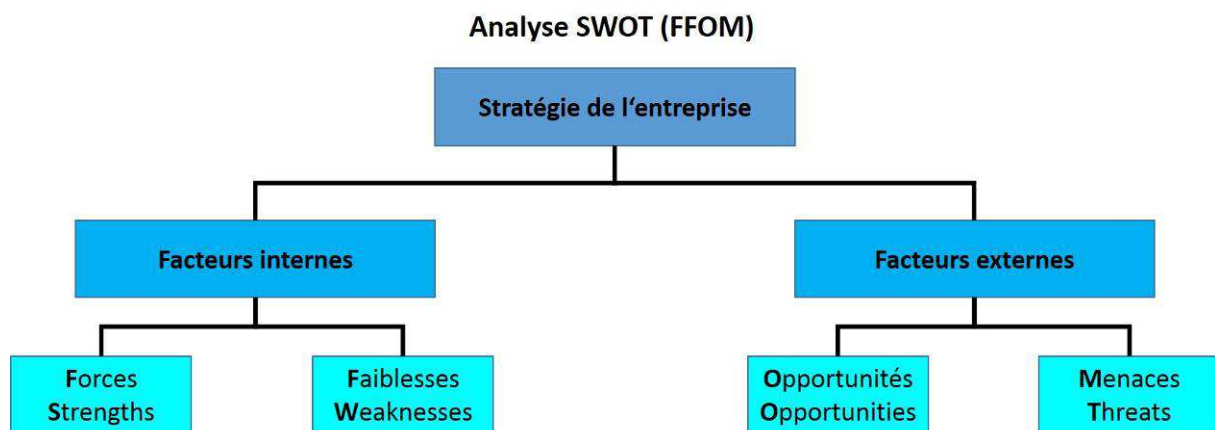 Analyse SWOT (FFOM)
Stratégie de l‘entreprise
Facteurs internes
Facteurs externes
Forces
Strengths
Faiblesses
Weaknesses
Opportunités
Opportunities
Menaces
Threats